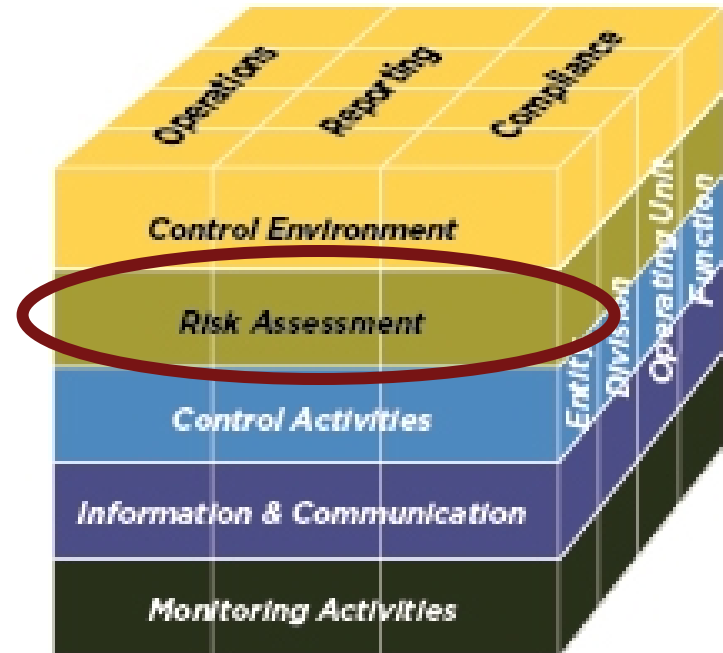 Operations
Reporting
Compliance
Control Environment
Risk Assessment
Control Activities
Information & Communication
Monitoring Activities
Entity
Division
Operating Unit
Function